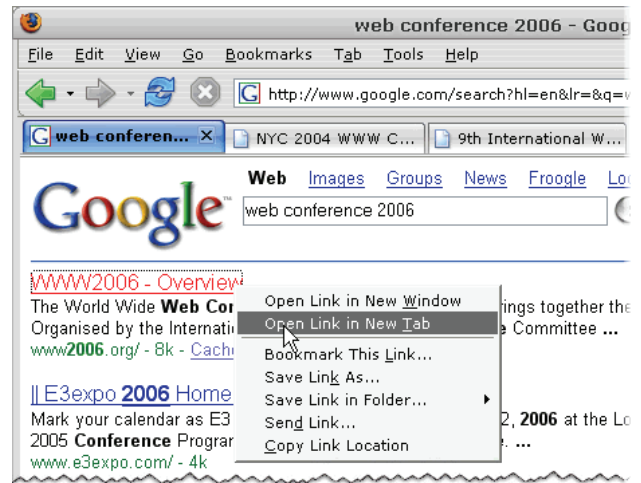 web conference 2006 - Goog
File Edit View Go Bookmarks Tab Tools Help
G http://www.google.com/search?hl=en&lr=&q=
G web conferen... X NYC 2004 WWW C... 9th International W...
Web Images Groups News Froogle Lo
Google™ web conference 2006
WWW2006 - Overview
The World Wide Web Con ings together the
Organised by the Internati e Committee ...
www2006.org/ - 8k - Cach
Open Link in New Window
Open Link in New Tab
Bookmark This Link...
Save Link As...
Save Link in Folder...
Send Link...
Copy Link Location
|| E3expo 2006 Home
Mark your calendar as E3 2, 2006 at the Lo
2005 Conference Program . ...
www.e3expo.com/ - 4k